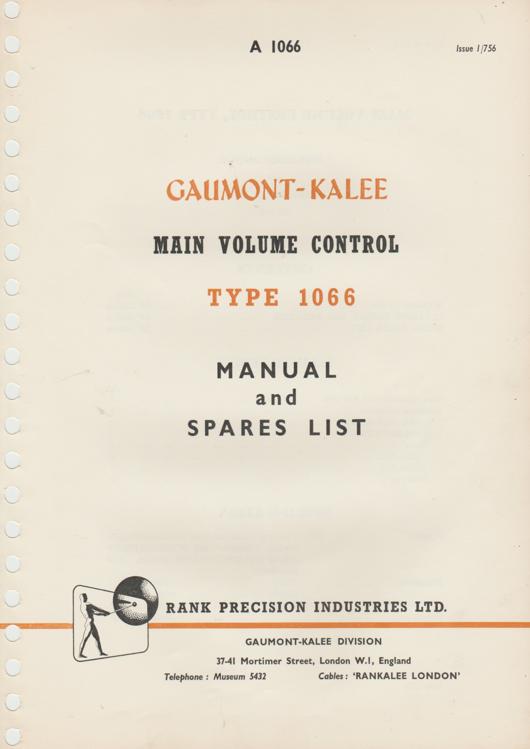 A 1066
Issue 1/756
GAUMONT-KALEE
MAIN VOLUME CONTROL
TYPE 1066
MANUAL
and
SPARES LIST
RANK PRECISION INDUSTRIES LTD.
GAUMONT-KALEE DIVISION
37-41 Mortimer Street, London W.1, England
Telephone : Museum 5432 Cables : ‘RANKALEE LONDON’